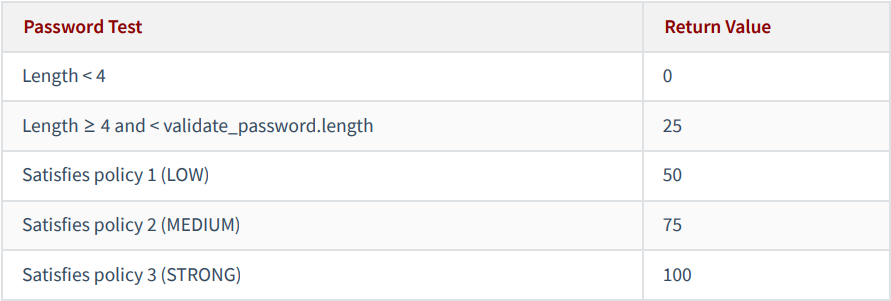 Password Test Return Value
Length < 4 0
Length ≥ 4 and < validate_password.length 25
Satisfies policy 1 (LOW) 50
Satisfies policy 2 (MEDIUM) 75
Satisfies policy 3 (STRONG) 100